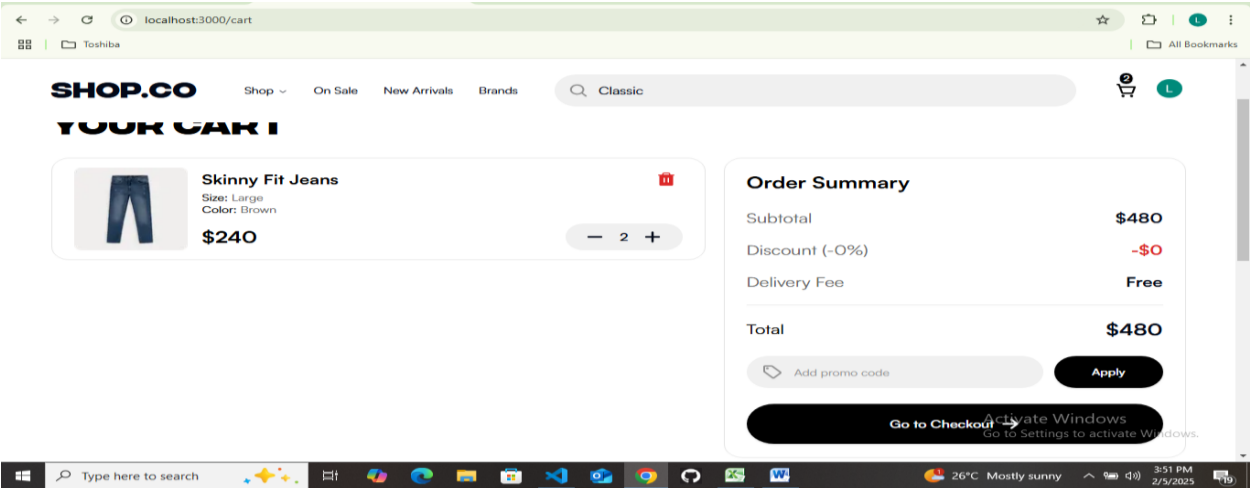 localhost:3000/cart
L
Toshiba
All Bookmarks
SHOP.CO
Shop
On Sale
New Arrivals
Brands
Classic
2
L
YOUR CART
Skinny Fit Jeans
Size: Large
Color: Brown
$240
2
Order Summary
Subtotal
$480
Discount (-0%)
-$0
Delivery Fee
Free
Total
$480
Add promo code
Apply
Go to Checkout
Activate Windows
Go to Settings to activate Windows.
Type here to search
26°C Mostly sunny
3:51 PM
2/5/2025
19